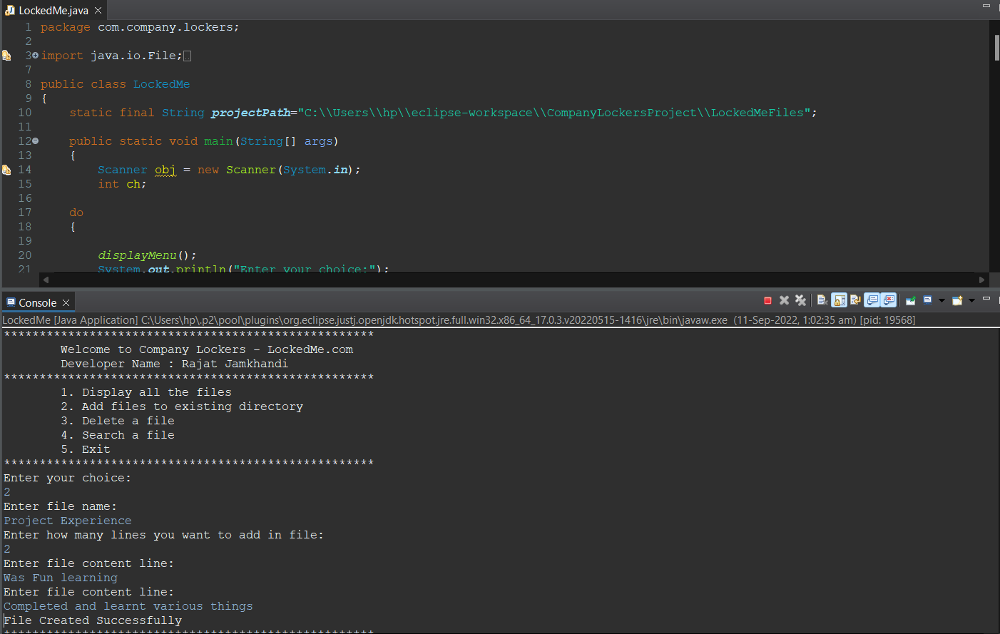 LockedMe.java
1 package com.company.lockers;
2
3 import java.io.File;
7
8 public class LockedMe
9 {
10 static final String projectPath="C:\\Users\\hp\\eclipse-workspace\\CompanyLockersProject\\LockedMeFiles";
11
12 public static void main(String[] args)
13 {
14 Scanner obj = new Scanner(System.in);
15 int ch;
16
17 do
18 {
19
20 displayMenu();
21 System.out.println("Enter your choice:");
Console
LockedMe [Java Application] C:\Users\hp\.p2\pool\plugins\org.eclipse.justj.openjdk.hotspot.jre.full.win32.x86_64_17.0.3.v20220515-1416\jre\bin\javaw.exe (11-Sep-2022, 1:02:35 am) [pid: 19568]
****************************************************
Welcome to Company Lockers - LockedMe.com
Developer Name : Rajat Jamkhandi
****************************************************
1. Display all the files
2. Add files to existing directory
3. Delete a file
4. Search a file
5. Exit
****************************************************
Enter your choice:
2
Enter file name:
Project Experience
Enter how many lines you want to add in file:
2
Enter file content line:
Was Fun learning
Enter file content line:
Completed and learnt various things
File Created Successfully
****************************************************